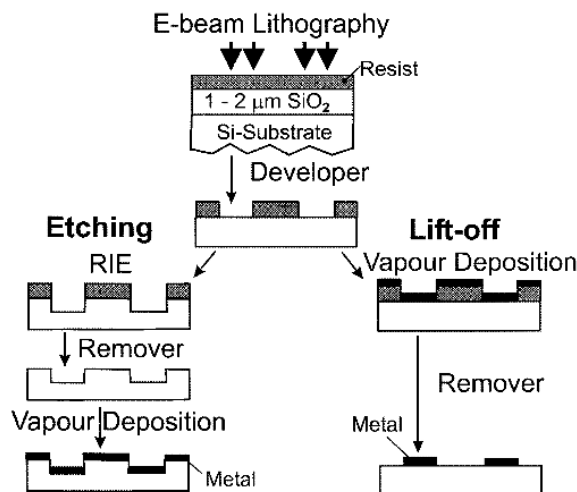 E-beam Lithography
Resist
1 - 2 μm SiO₂
Si-Substrate
Developer
Etching
RIE
Remover
Vapour Deposition
Metal
Lift-off
Vapour Deposition
Remover
Metal